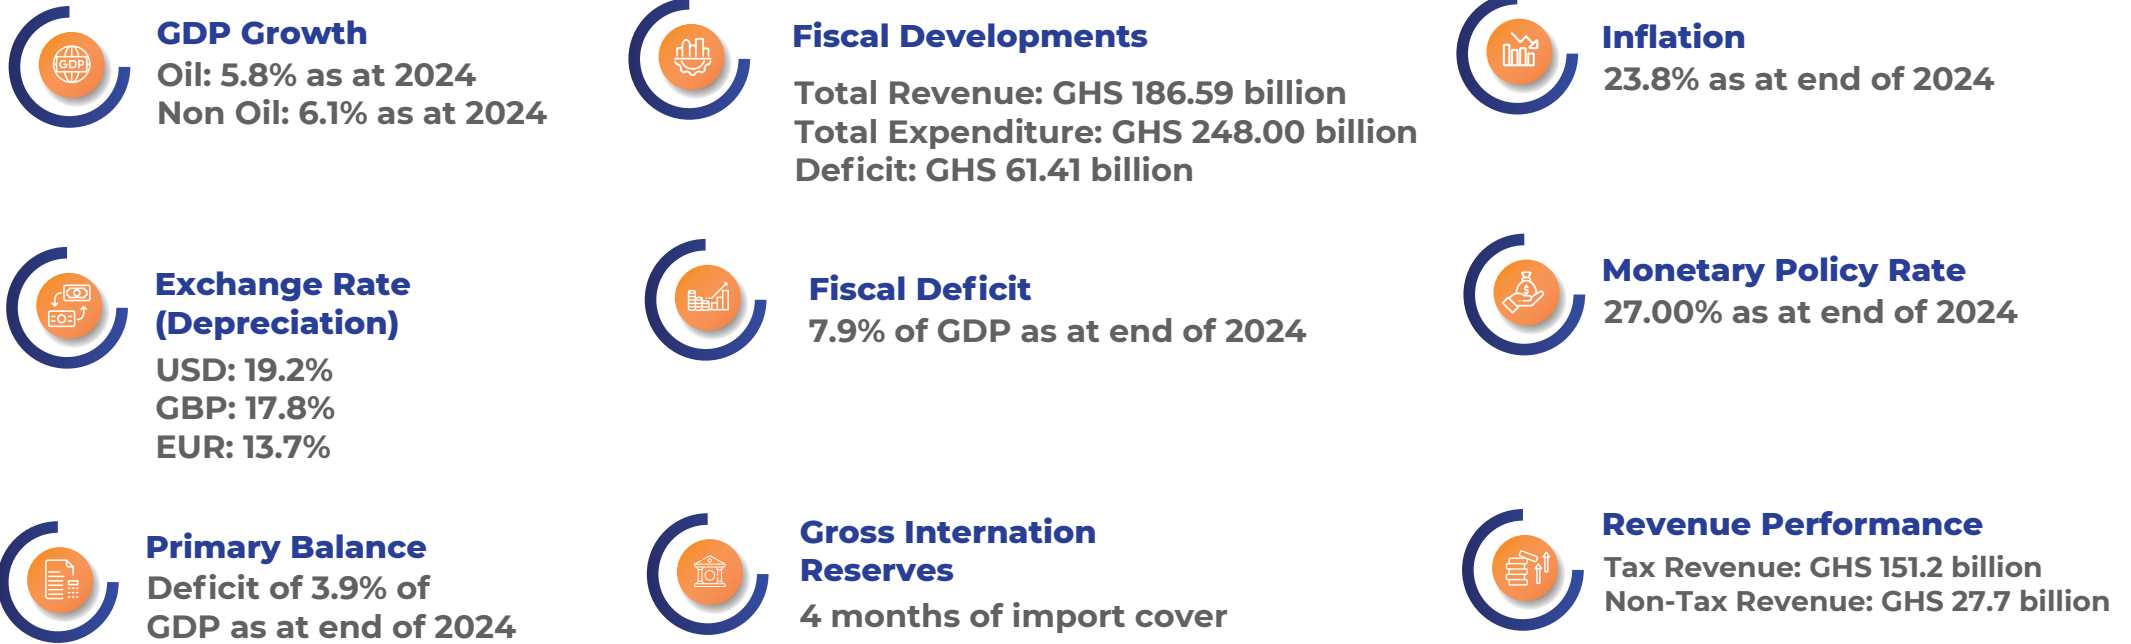 GDP
GDP Growth
Oil: 5.8% as at 2024
Non Oil: 6.1% as at 2024
Fiscal Developments
Total Revenue: GHS 186.59 billion
Total Expenditure: GHS 248.00 billion
Deficit: GHS 61.41 billion
Inflation
23.8% as at end of 2024
Exchange Rate
(Depreciation)
USD: 19.2%
GBP: 17.8%
EUR: 13.7%
Fiscal Deficit
7.9% of GDP as at end of 2024
$
Monetary Policy Rate
27.00% as at end of 2024
Primary Balance
Deficit of 3.9% of
GDP as at end of 2024
Gross Internation
Reserves
4 months of import cover
Revenue Performance
Tax Revenue: GHS 151.2 billion
Non-Tax Revenue: GHS 27.7 billion